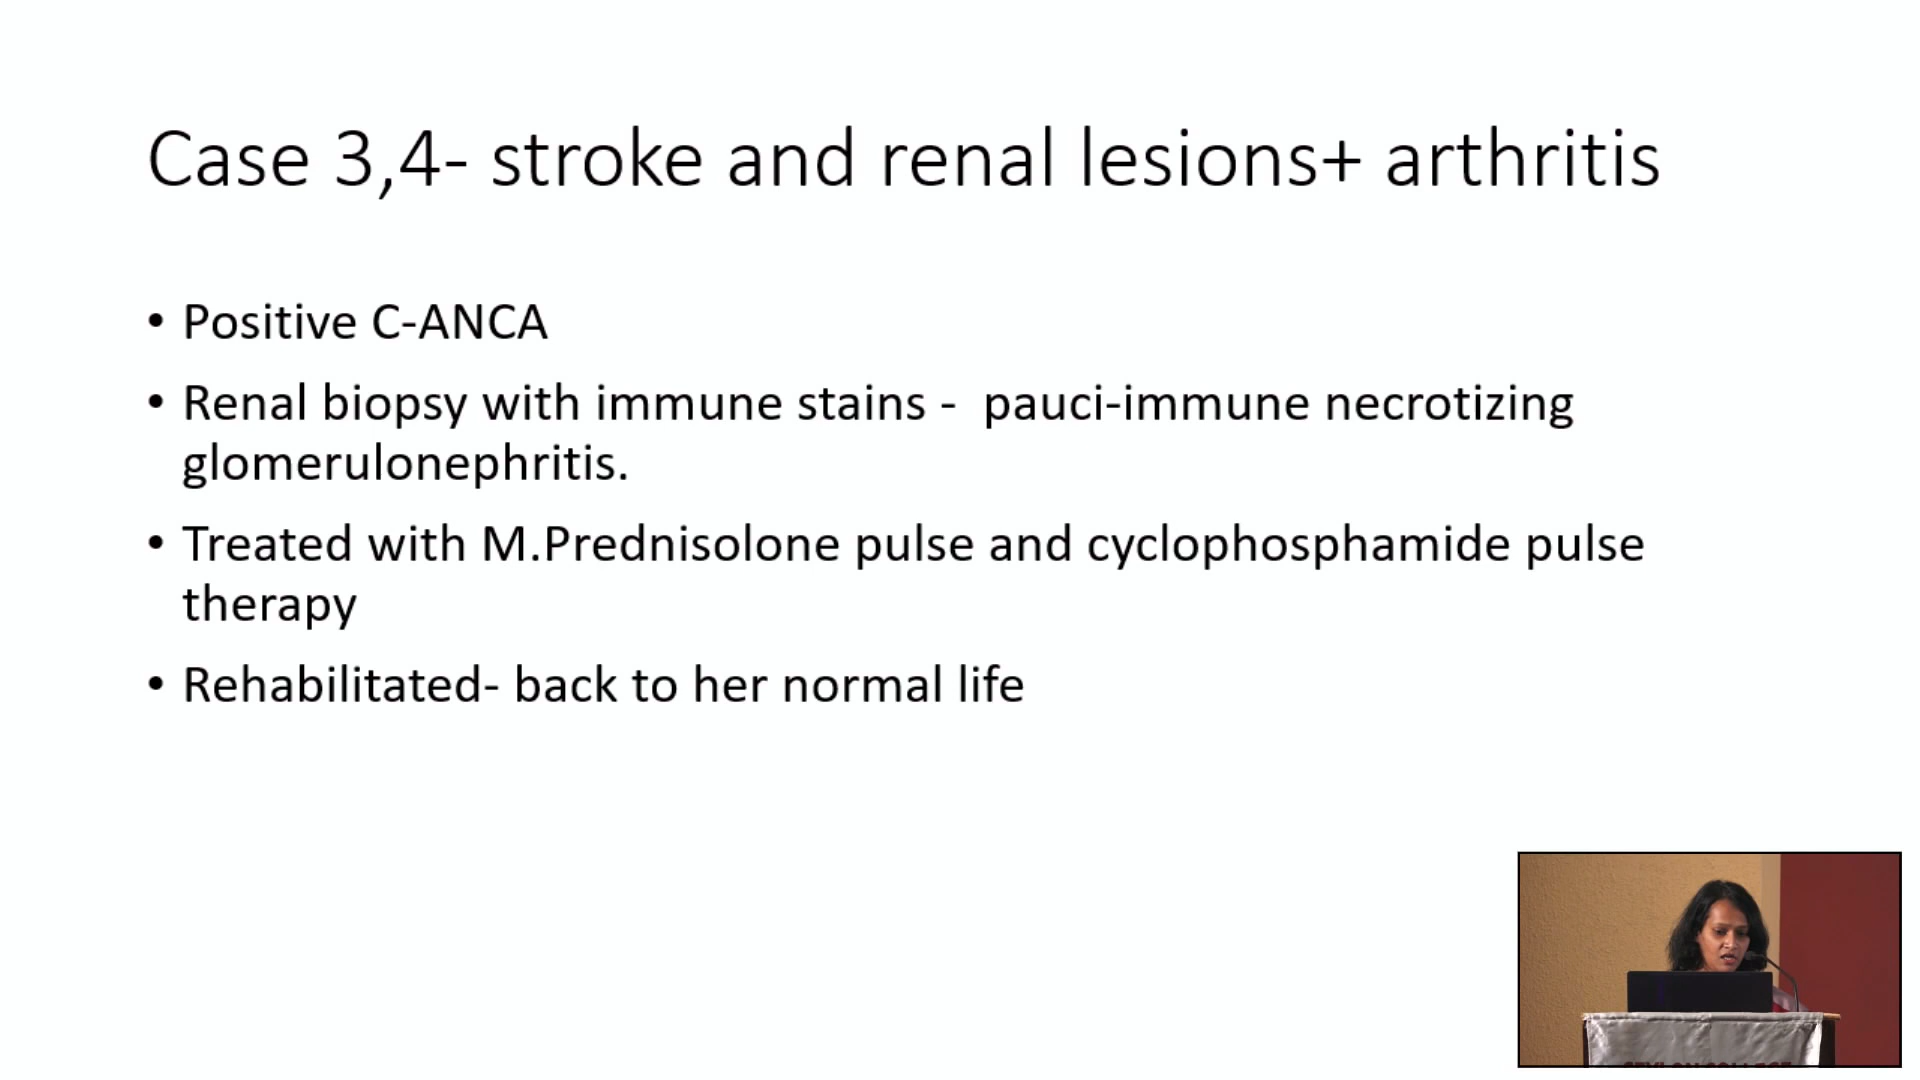 Case 3,4- stroke and renal lesions+ arthritis
• Positive C-ANCA
• Renal biopsy with immune stains -  pauci-immune necrotizing
glomerulonephritis.
• Treated with M.Prednisolone pulse and cyclophosphamide pulse
therapy
• Rehabilitated- back to her normal life